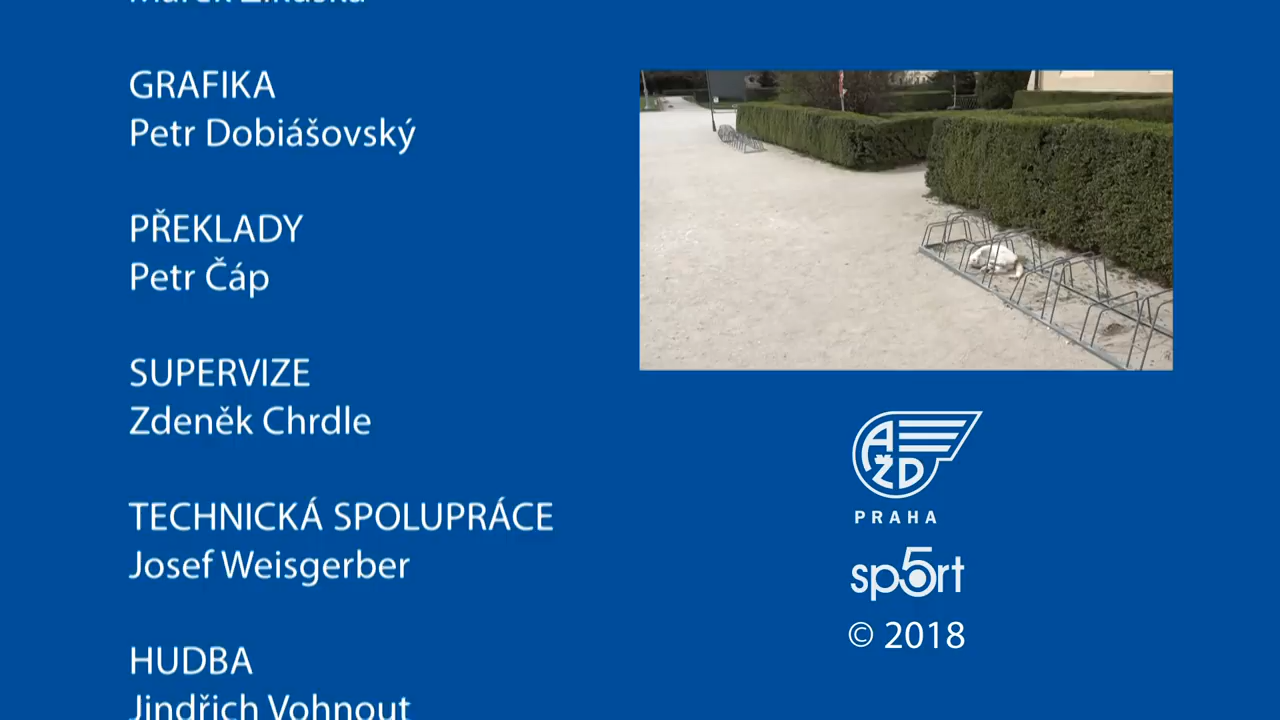 GRAFIKA
Petr Dobiášovský
PŘEKLADY
Petr Čáp
SUPERVIZE
Zdeněk Chrdle
TECHNICKÁ SPOLUPRÁCE
Josef Weisgerber
HUDBA
Jindřich Vohnout
AŽD
PRAHA
sp5rt
© 2018